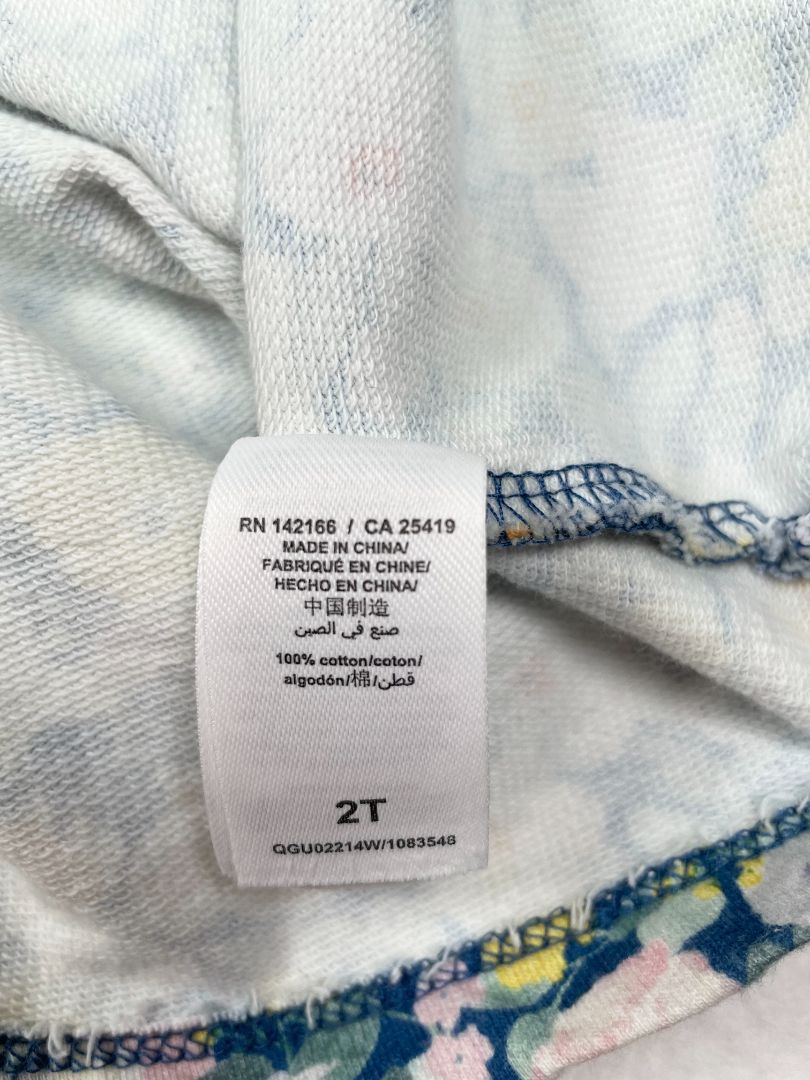 RN 142166 / CA 25419
MADE IN CHINA/
FABRIQUÉ EN CHINE/
HECHO EN CHINA/
中国制造
صنع في الصين
100% cotton/coton/
algodón/棉/قطن
2T
QGU02214W/1083548